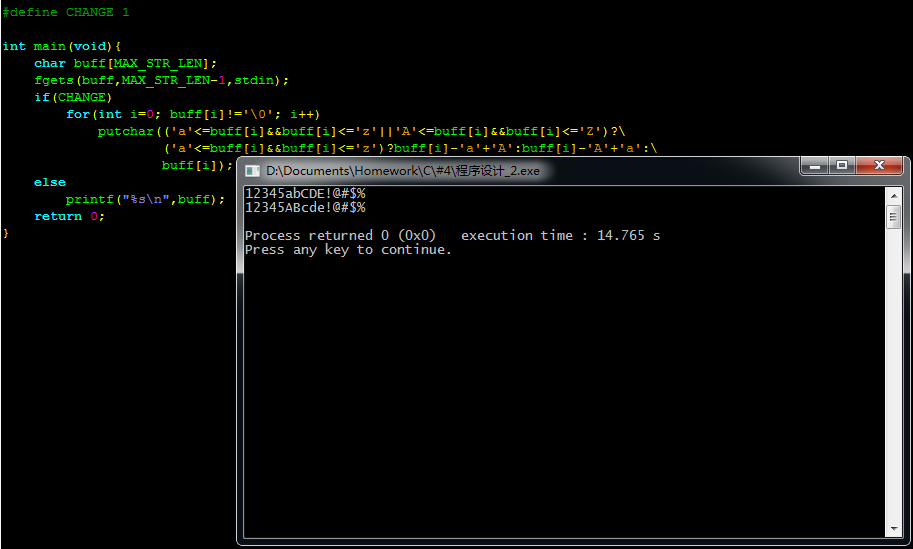 #define CHANGE 1
int main(void){
char buff[MAX_STR_LEN];
fgets(buff,MAX_STR_LEN-1,stdin);
if(CHANGE)
for(int i=0; buff[i]!='\0'; i++)
putchar(('a'<=buff[i]&&buff[i]<='z'||'A'<=buff[i]&&buff[i]<='Z')?\
('a'<=buff[i]&&buff[i]<='z')?buff[i]-'a'+'A':buff[i]-'A'+'a':\
buff[i]);
else
printf("%s\n",buff);
return 0;
}
D:\Documents\Homework\C\#4\程序设计_2.exe
12345abCDE!@#$%
12345ABcde!@#$%
Process returned 0 (0x0)   execution time : 14.765 s
Press any key to continue.